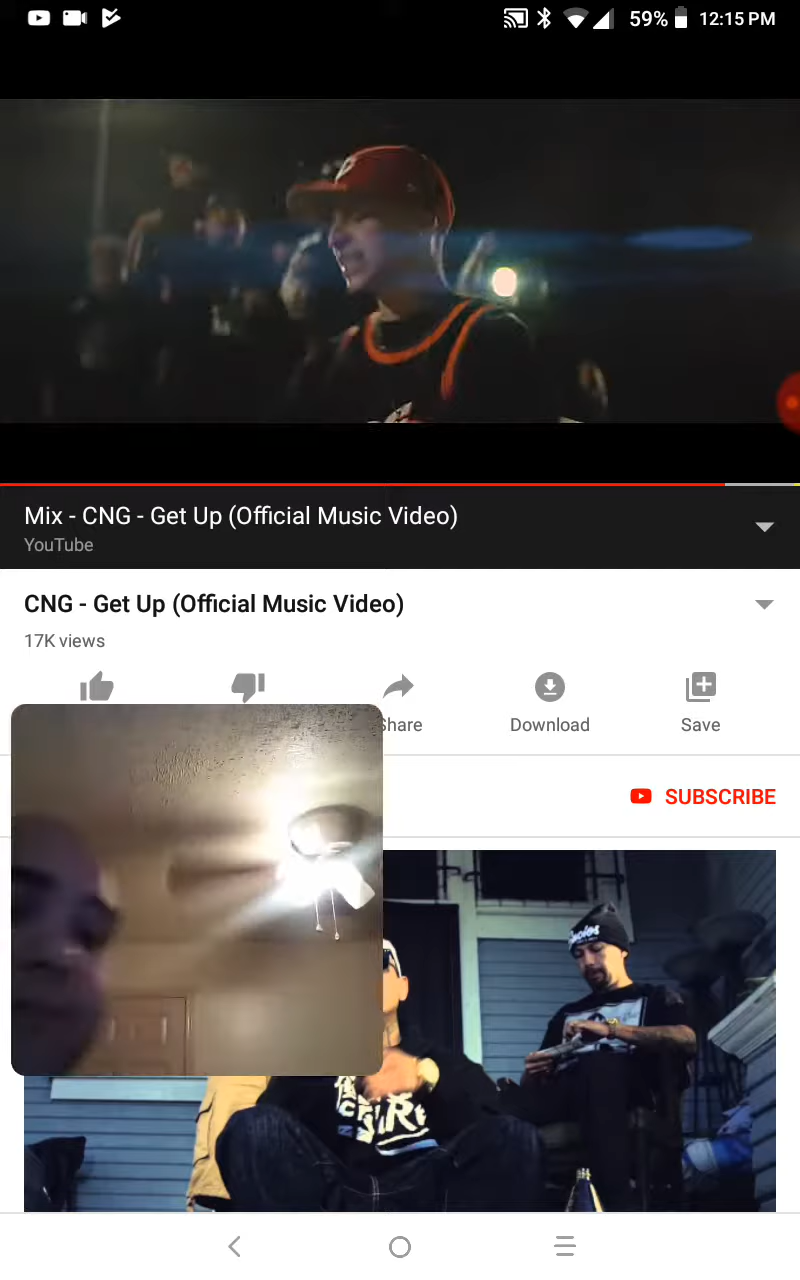 59% 12:15 PM
P
Mix - CNG - Get Up (Official Music Video)
YouTube
CNG - Get Up (Official Music Video)
17K views
Share
Download
Save
SUBSCRIBE